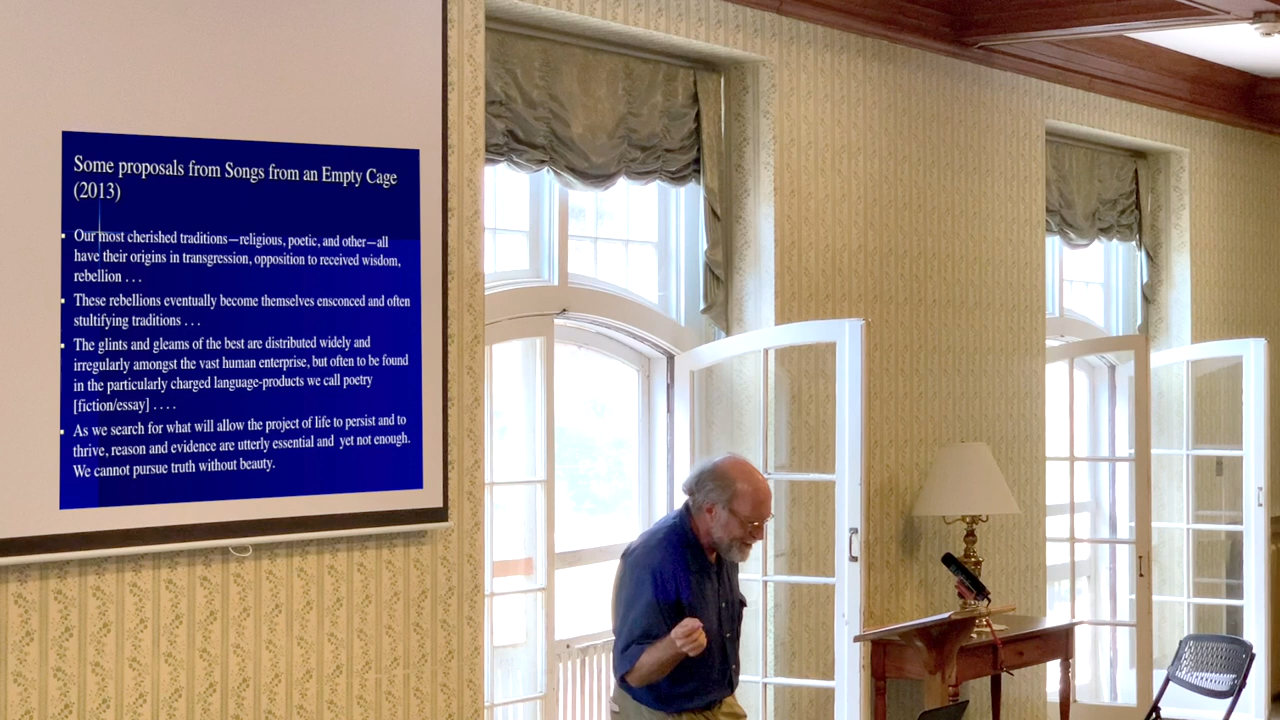 Some proposals from Songs from an Empty Cage
(2013)
Our most cherished traditions—religious, poetic, and other—all
have their origins in transgression, opposition to received wisdom,
rebellion . . .
These rebellions eventually become themselves ensconced and often
stultifying traditions . . .
The glints and gleams of the best are distributed widely and
irregularly amongst the vast human enterprise, but often to be found
in the particularly charged language-products we call poetry
[fiction/essay] . . . .
As we search for what will allow the project of life to persist and to
thrive, reason and evidence are utterly essential and yet not enough.
We cannot pursue truth without beauty.